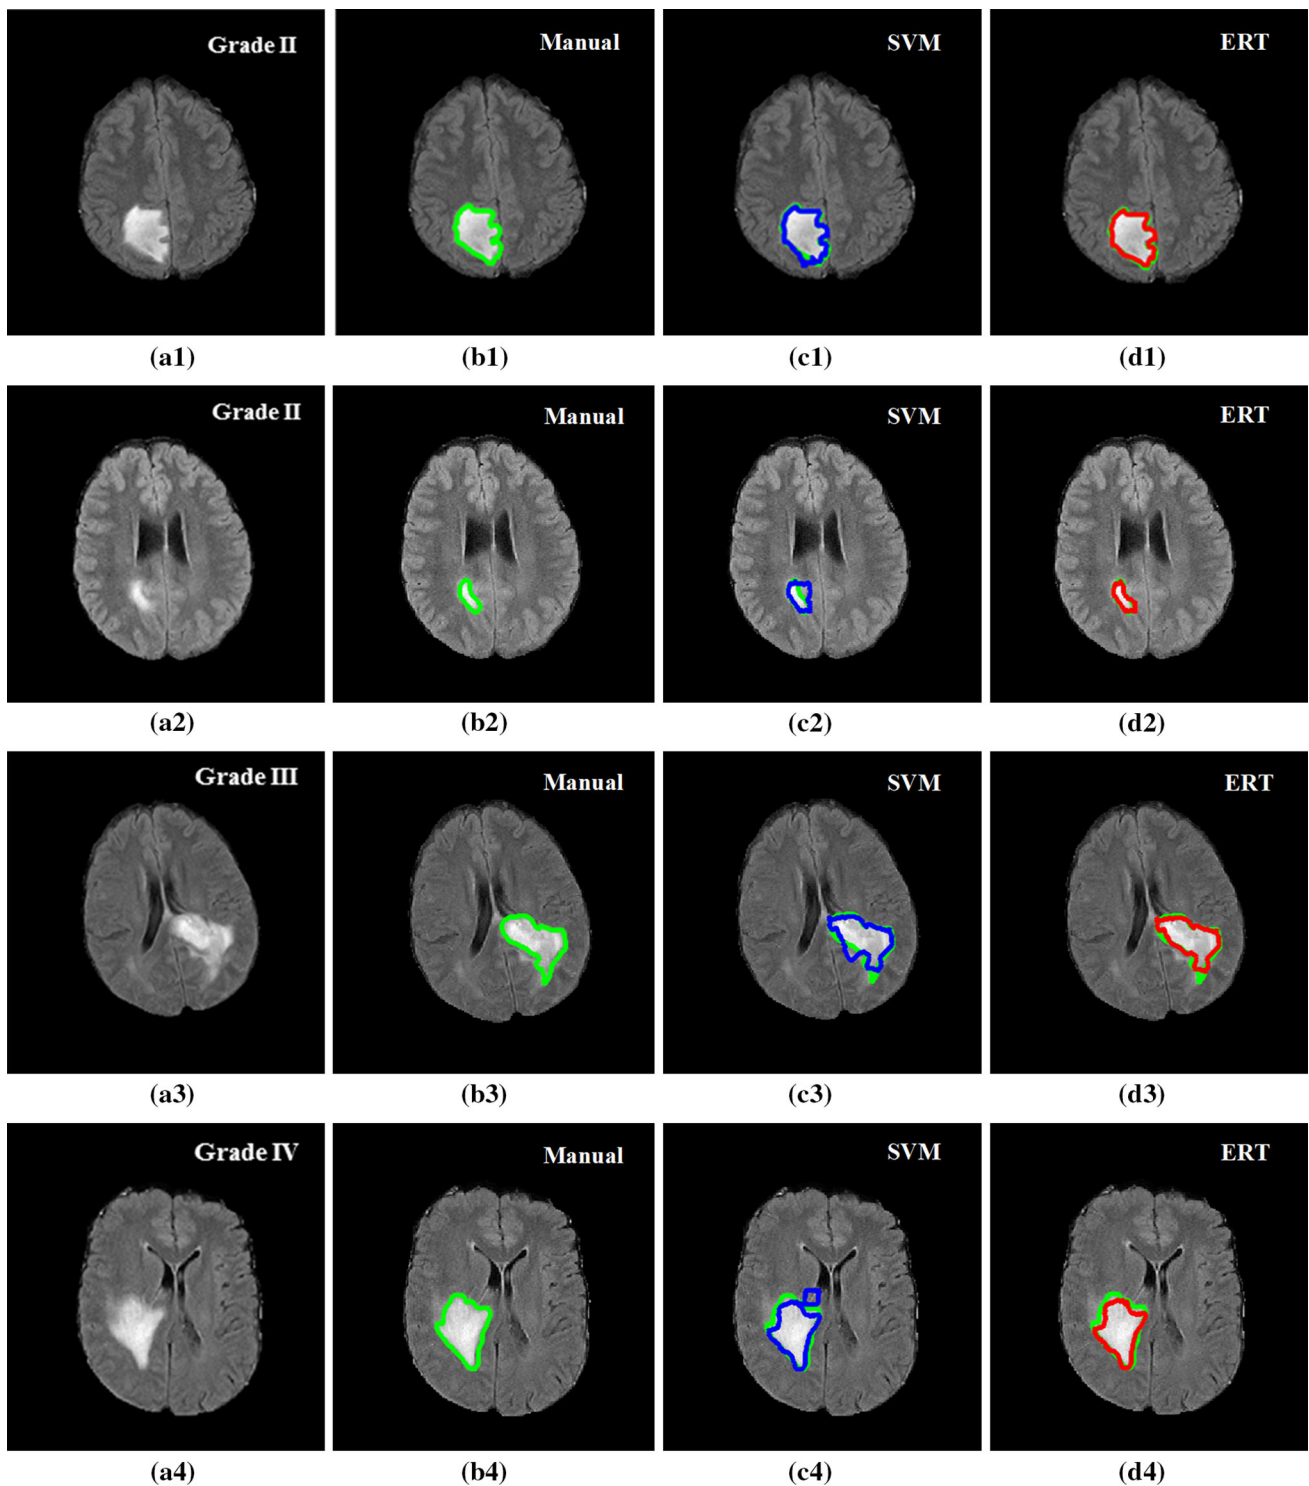 Grade II Manual SVM ERT
(a1) (b1) (c1) (d1)
Grade II Manual SVM ERT
(a2) (b2) (c2) (d2)
Grade III Manual SVM ERT
(a3) (b3) (c3) (d3)
Grade IV Manual SVM ERT
(a4) (b4) (c4) (d4)